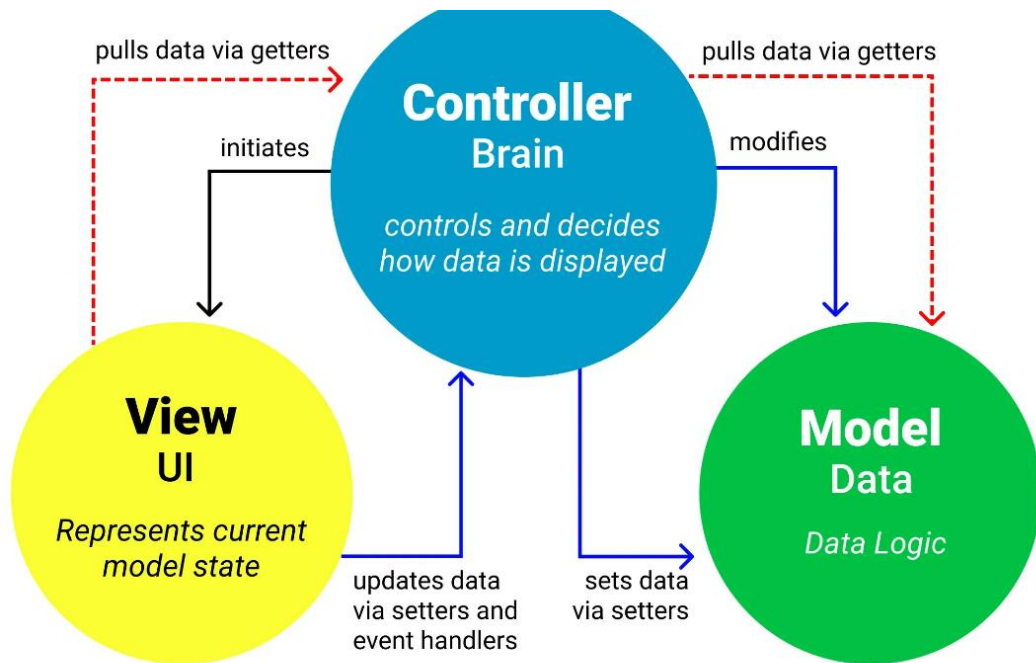 pulls data via getters
pulls data via getters
Controller
Brain
initiates
modifies
controls and decides
how data is displayed
View
UI
Represents current
model state
Model
Data
Data Logic
updates data
via setters and
event handlers
sets data
via setters